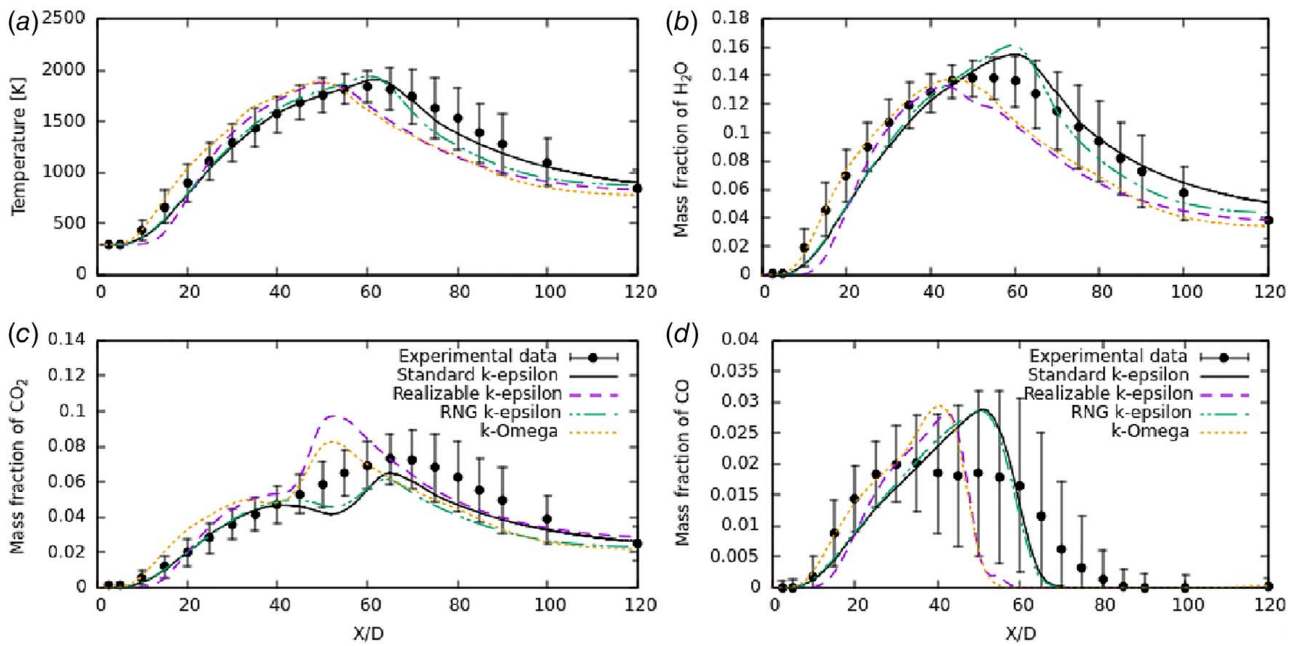 (a)
2500
2000
1500
1000
500
0
Temperature [K]
0 20 40 60 80 100 120
(b)
0.18
0.16
0.14
0.12
0.1
0.08
0.06
0.04
0.02
0
Mass fraction of H2O
0 20 40 60 80 100 120
(c)
0.14
0.12
0.1
0.08
0.06
0.04
0.02
0
Mass fraction of CO2
Experimental data
Standard k-epsilon
Realizable k-epsilon
RNG k-epsilon
k-Omega
0 20 40 60 80 100 120
X/D
(d)
0.04
0.035
0.03
0.025
0.02
0.015
0.01
0.005
0
Mass fraction of CO
Experimental data
Standard k-epsilon
Realizable k-epsilon
RNG k-epsilon
k-Omega
0 20 40 60 80 100 120
X/D